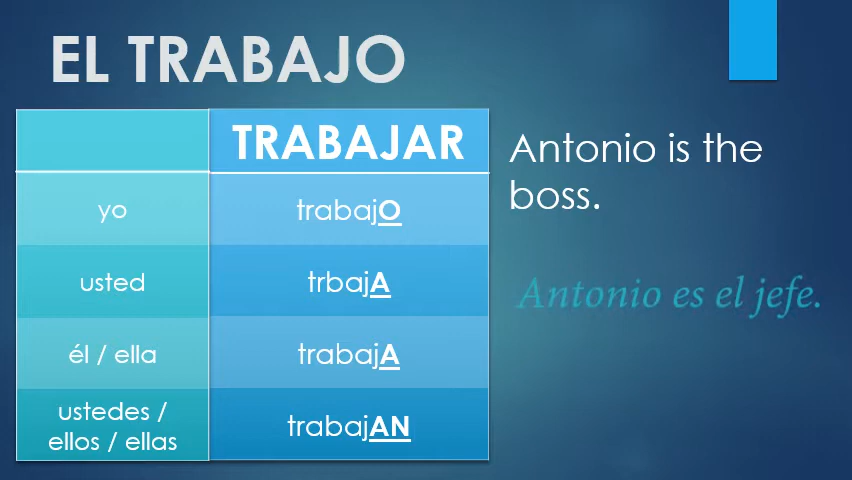 EL TRABAJO
TRABAJAR
yo
trabajO
usted
trbajA
él / ella
trabajA
ustedes /
ellos / ellas
trabajAN
Antonio is the
boss.
Antonio es el jefe.